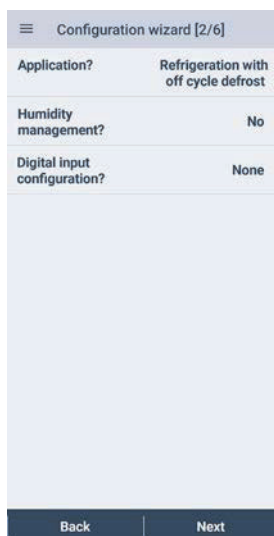 Configuration wizard [2/6]
Application? Refrigeration with
off cycle defrost
Humidity
management? No
Digital input
configuration? None
Back Next